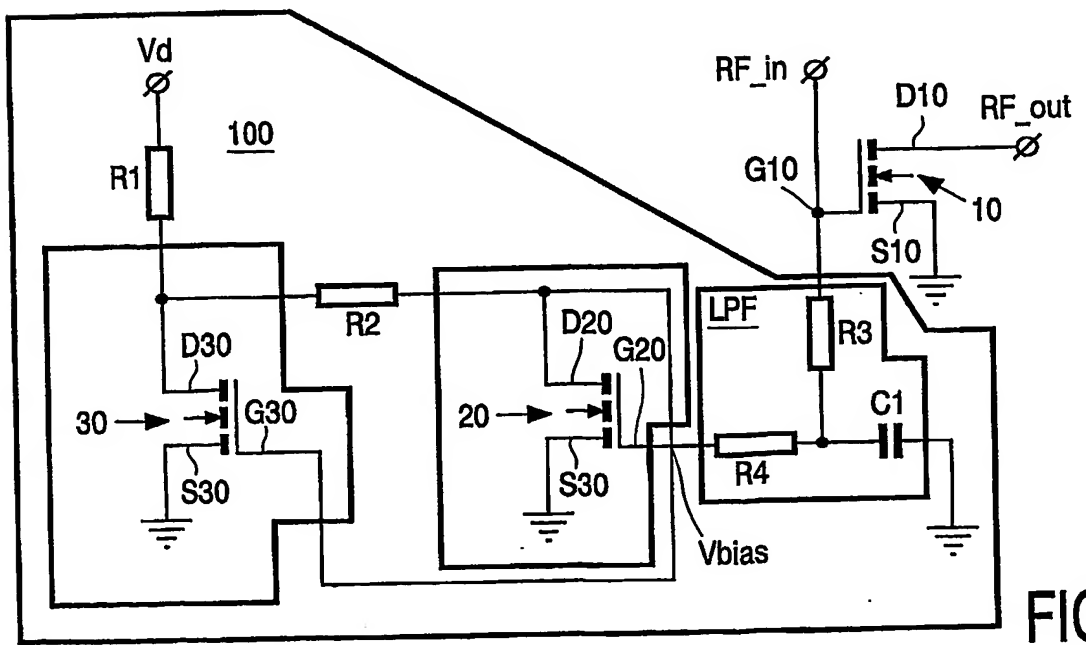 Vd
RF_in
D10
RF_out
100
R1
G10
10
S10
R2
LPF
D20
R3
D30
G20
30
G30
20
C1
S30
S30
R4
Vbias
FIG